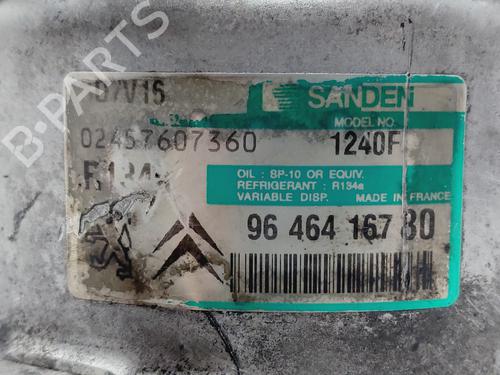 SANDEN
MODEL NO.
02457607360
1240F
OIL : SP-10 OR EQUIV.
REFRIGERANT : R134a
VARIABLE DISP. MADE IN FRANCE
96 464 167 80
B-PARTS